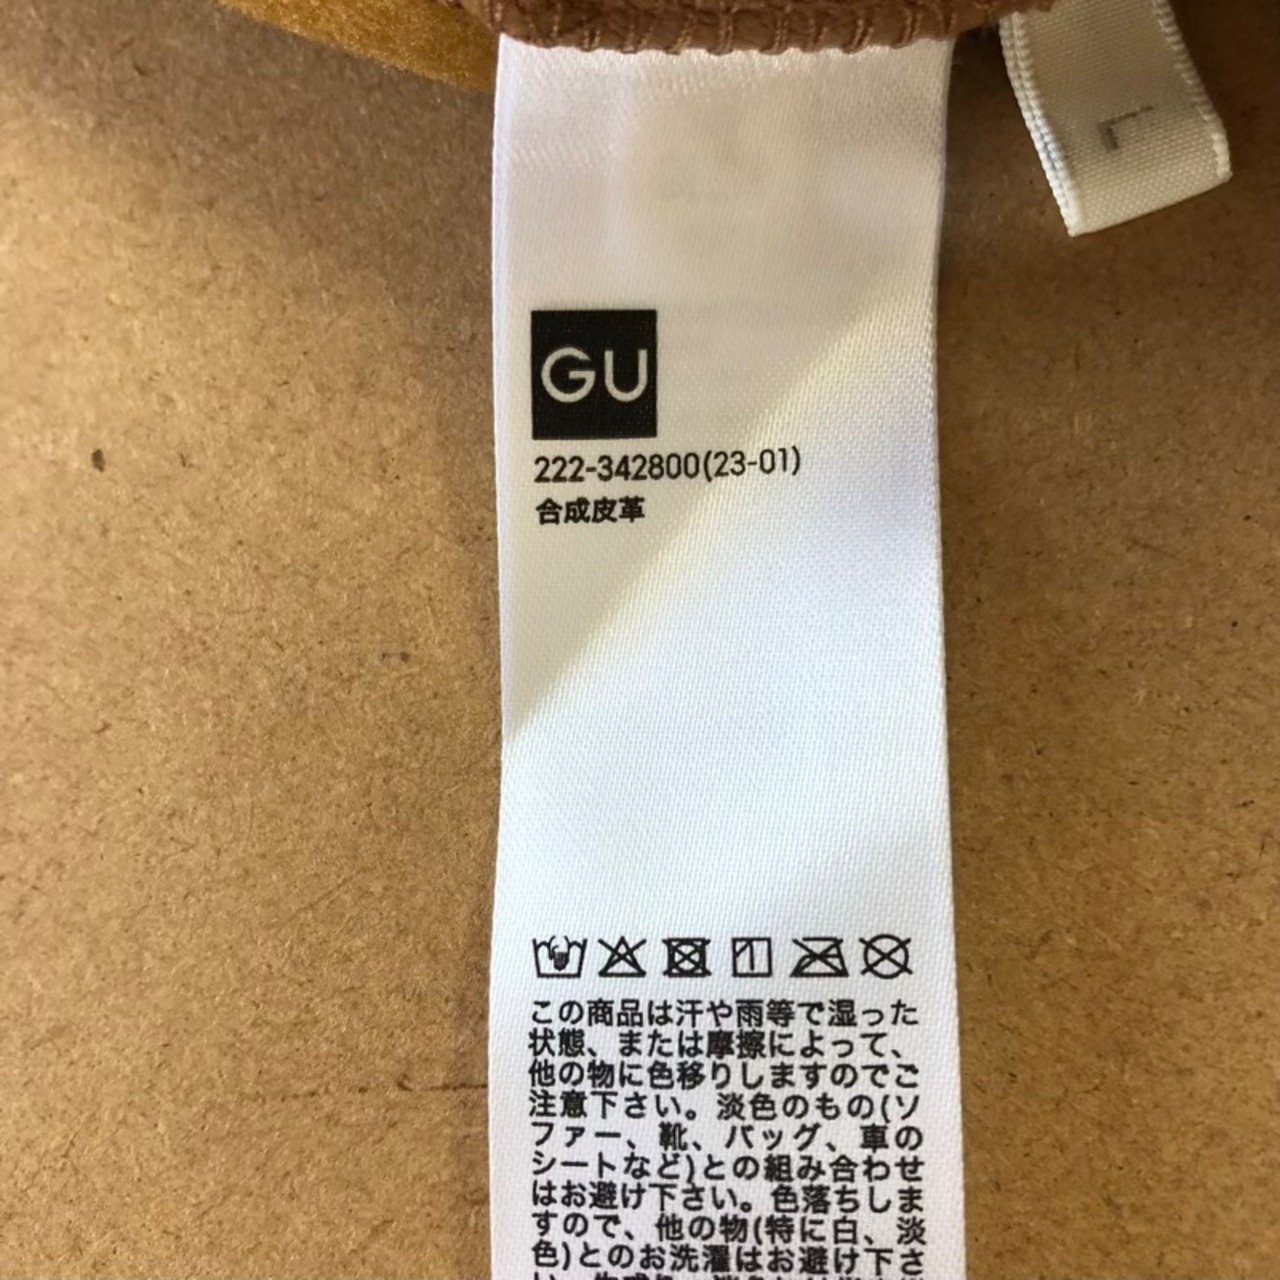 L
GU
222-342800(23-01)
合成皮革
この商品は汗や雨等で湿った
状態、または摩擦によって、
他の物に色移りしますのでご
注意下さい。淡色のもの(ソ
ファー、靴、バッグ、車の
シートなど)との組み合わせ
はお避け下さい。色落ちしま
すので、他の物(特に白、淡
色)とのお洗濯はお避け下さ